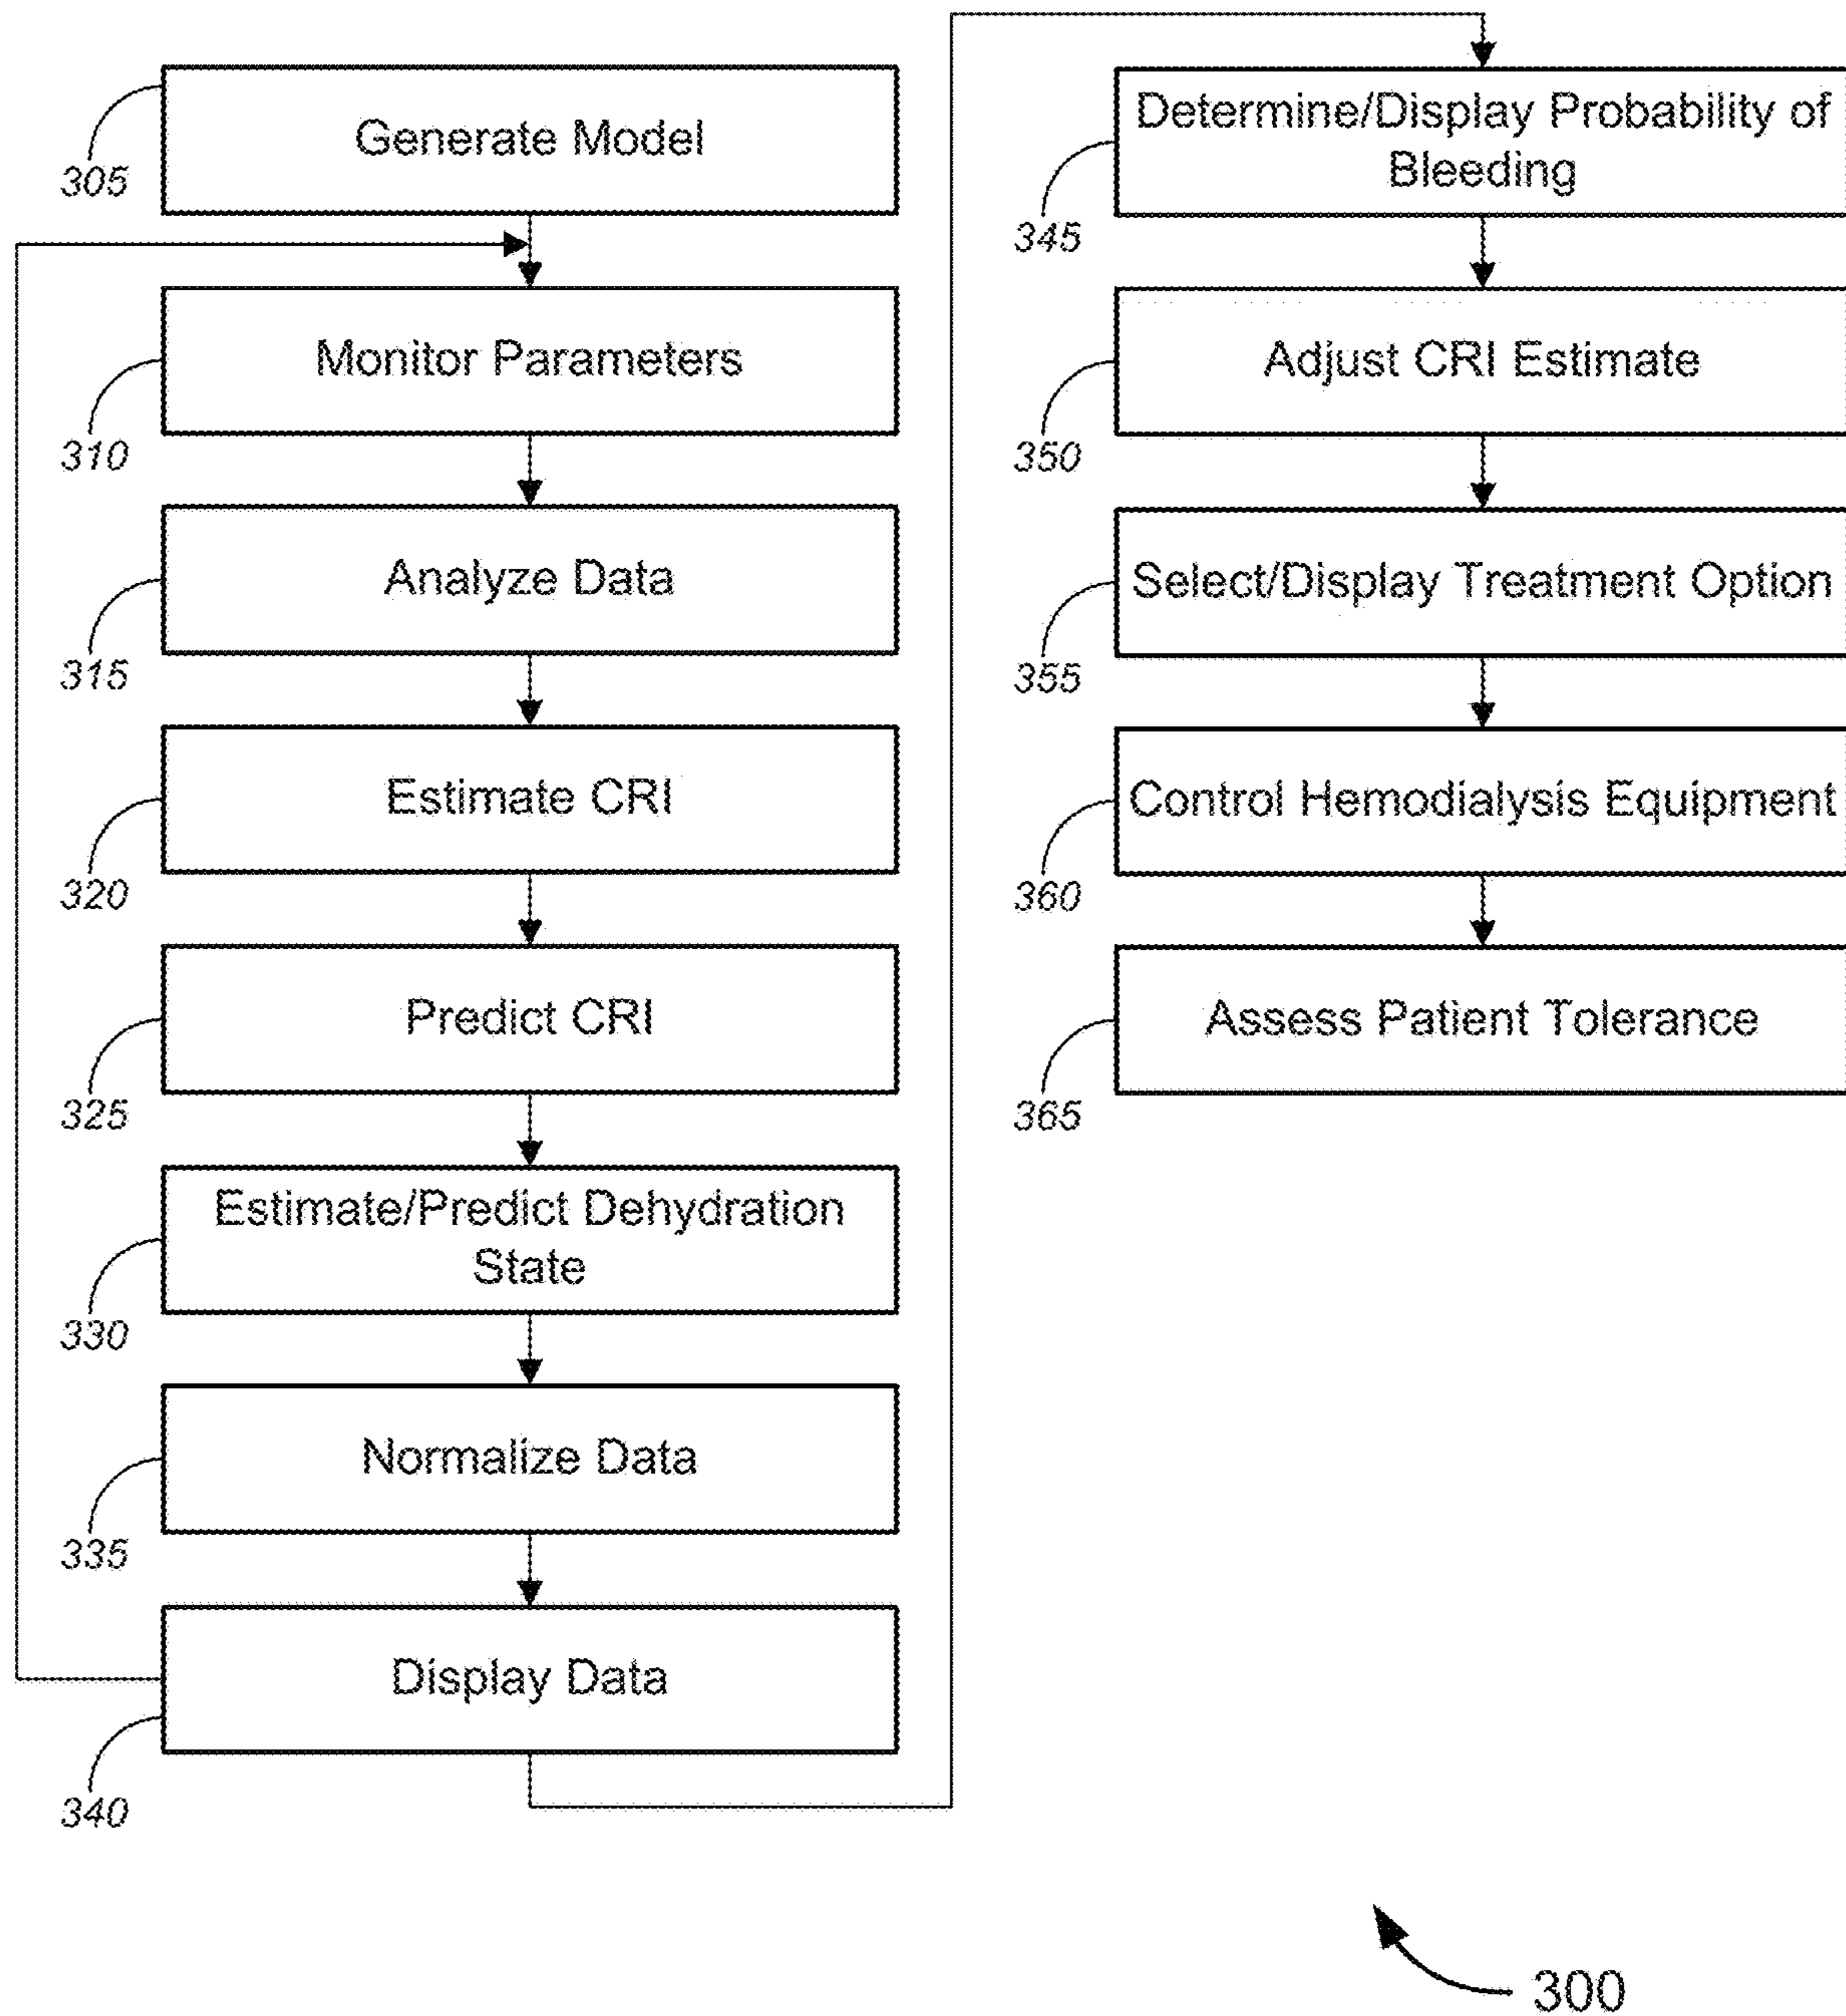 Generate Model
305
Monitor Parameters
310
Analyze Data
315
Estimate CRI
320
Predict CRI
325
Estimate/Predict Dehydration
State
330
Normalize Data
335
Display Data
340
Determine/Display Probability of
Bleeding
345
Adjust CRI Estimate
350
Select/Display Treatment Option
355
Control Hemodialysis Equipment
360
Assess Patient Tolerance
365
300